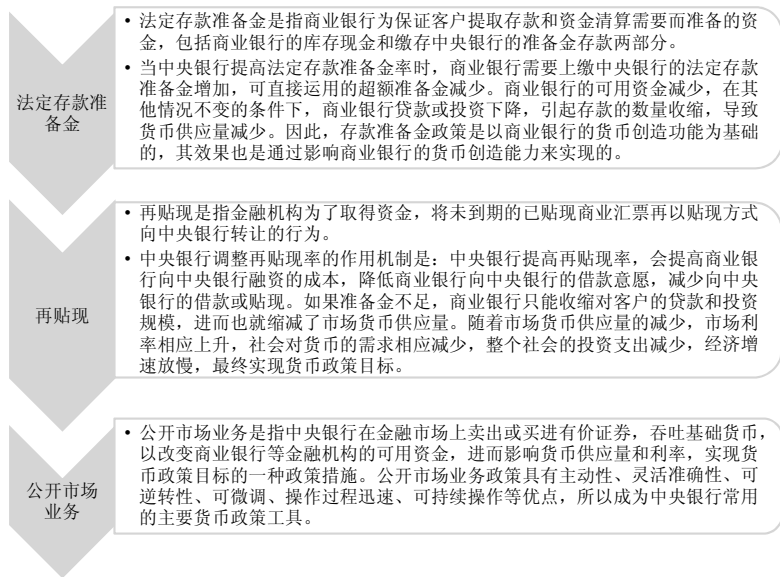 法定存款准
备金
• 法定存款准备金是指商业银行为保证客户提取存款和资金清算需要而准备的资
金，包括商业银行的库存现金和缴存中央银行的准备金存款两部分。
• 当中央银行提高法定存款准备金率时，商业银行需要上缴中央银行的法定存款
准备金增加，可直接运用的超额准备金减少。商业银行的可用资金减少，在其
他情况不变的条件下，商业银行贷款或投资下降，引起存款的数量收缩，导致
货币供应量减少。因此，存款准备金政策是以商业银行的货币创造功能为基础
的，其效果也是通过影响商业银行的货币创造能力来实现的。
再贴现
• 再贴现是指金融机构为了取得资金，将未到期的已贴现商业汇票再以贴现方式
向中央银行转让的行为。
• 中央银行调整再贴现率的作用机制是：中央银行提高再贴现率，会提高商业银
行向中央银行融资的成本，降低商业银行向中央银行的借款意愿，减少向中央
银行的借款或贴现。如果准备金不足，商业银行只能收缩对客户的贷款和投资
规模，进而也就缩减了市场货币供应量。随着市场货币供应量的减少，市场利
率相应上升，社会对货币的需求相应减少，整个社会的投资支出减少，经济增
速放慢，最终实现货币政策目标。
公开市场
业务
• 公开市场业务是指中央银行在金融市场上卖出或买进有价证券，吞吐基础货币，
以改变商业银行等金融机构的可用资金，进而影响货币供应量和利率，实现货
币政策目标的一种政策措施。公开市场业务政策具有主动性、灵活准确性、可
逆转性、可微调、操作过程迅速、可持续操作等优点，所以成为中央银行常用
的主要货币政策工具。